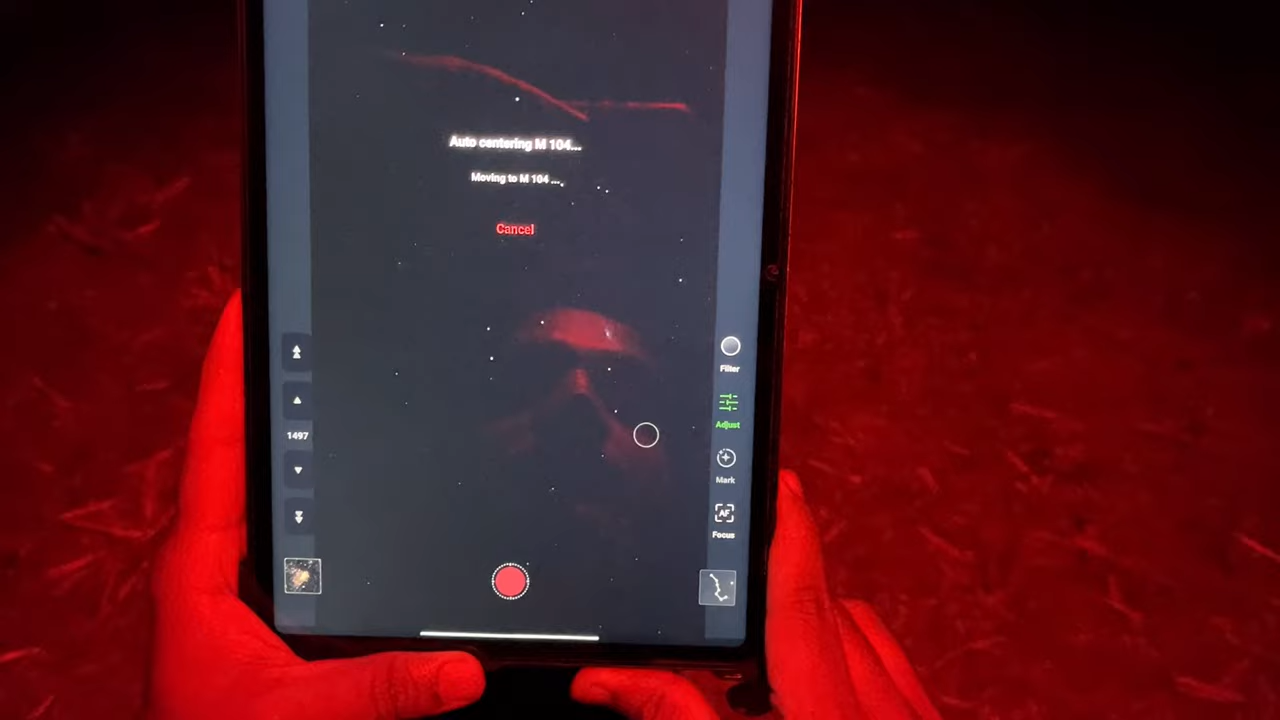 Auto centering M 104...
Moving to M 104 ...
Cancel
Filter
Adjust
1497
Mark
AF
Focus